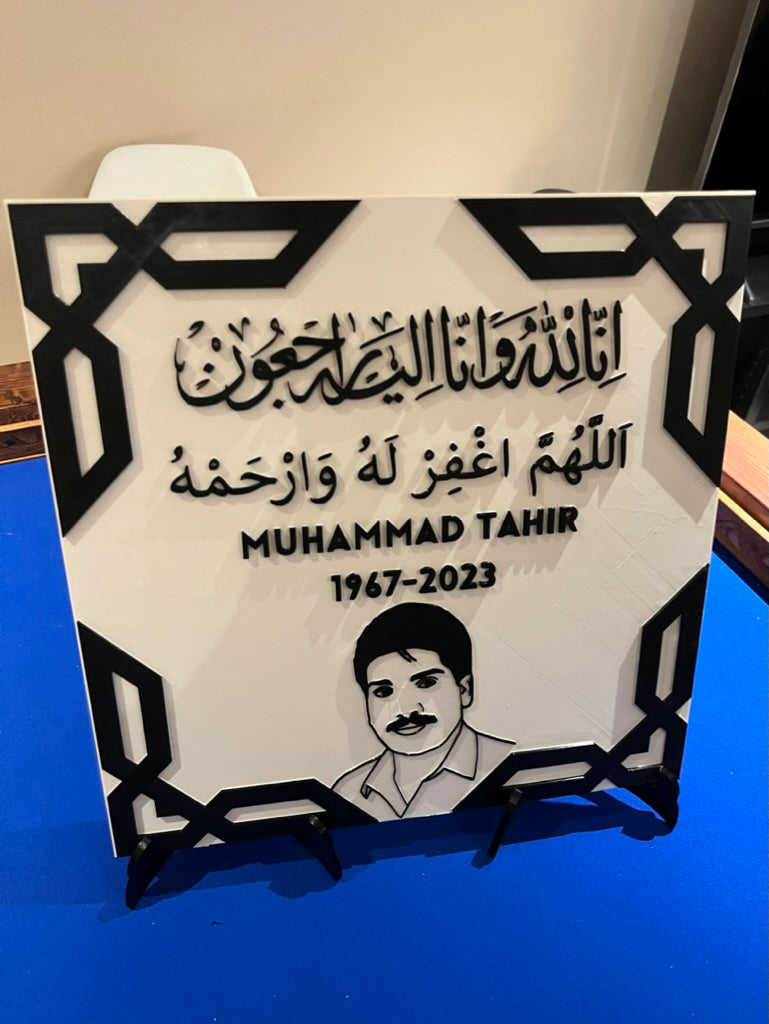 اِنَّا لِلّٰهِ وَاِنَّا اِلَيْهِ رَاجِعُوْنَ
اَللَّهُمَّ اغْفِرْ لَهُ وَارْحَمْهُ
MUHAMMAD TAHIR
1967-2023